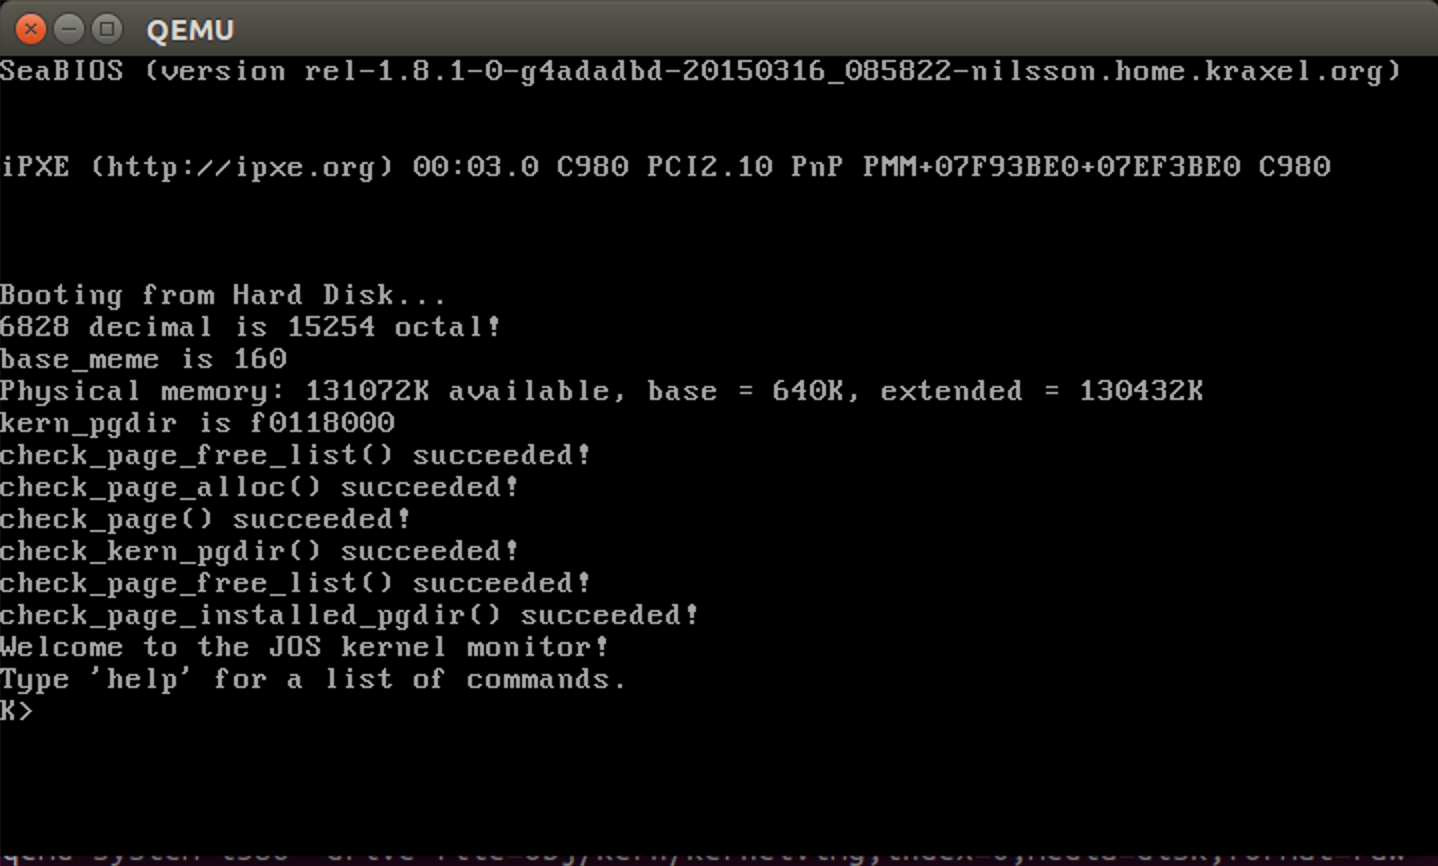 QEMU
SeaBIOS (version rel-1.8.1-0-g4adadbd-20150316_085822-nilsson.home.kraxel.org)
iPXE (http://ipxe.org) 00:03.0 C980 PCI2.10 PnP PMM+07F93BE0+07EF3BE0 C980
Booting from Hard Disk...
6828 decimal is 15254 octal!
base_meme is 160
Physical memory: 131072K available, base = 640K, extended = 130432K
kern_pgdir is f0118000
check_page_free_list() succeeded!
check_page_alloc() succeeded!
check_page() succeeded!
check_kern_pgdir() succeeded!
check_page_free_list() succeeded!
check_page_installed_pgdir() succeeded!
Welcome to the JOS kernel monitor!
Type 'help' for a list of commands.
K>